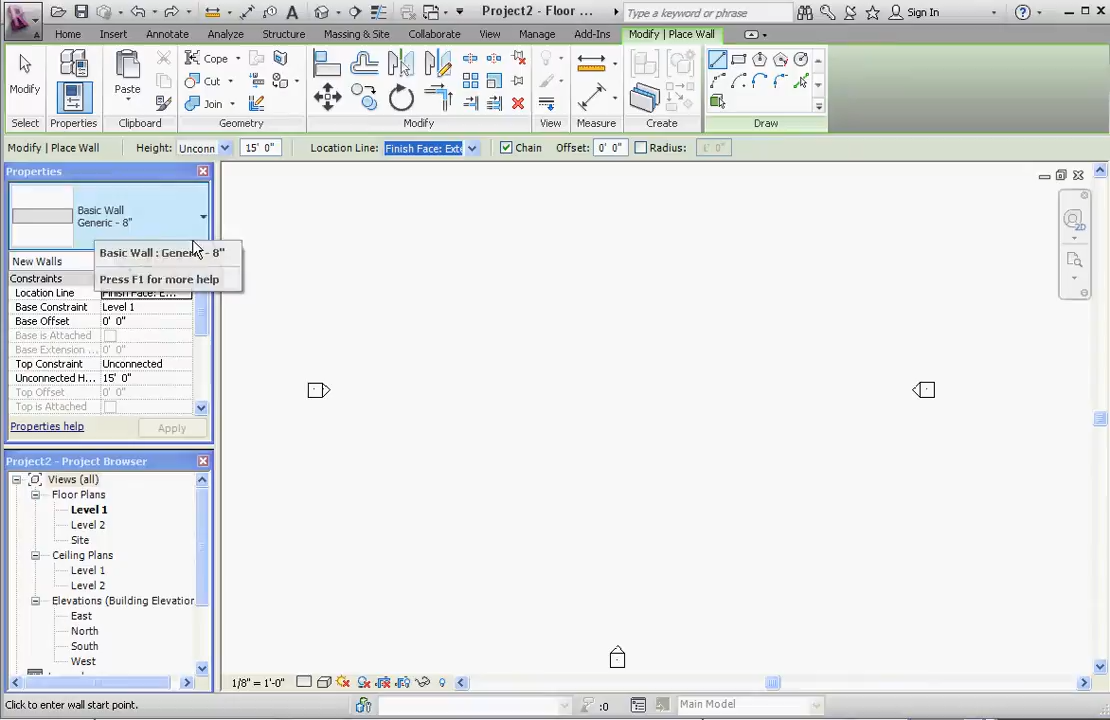 Project2 - Floor ...
Type a keyword or phrase
Sign In
Home Insert Annotate Analyze Structure Massing & Site Collaborate View Manage Add-Ins Modify | Place Wall
Modify
Paste
Cope
Cut
Join
Select Properties Clipboard Geometry Modify View Measure Create Draw
Modify | Place Wall Height: Unconn 15' 0" Location Line: Finish Face: Exte Chain Offset: 0' 0" Radius: 1' 0"
Properties
Basic Wall
Generic - 8"
Basic Wall : Generic - 8"
Press F1 for more help
New Walls
Constraints
Location Line Finish Face: E...
Base Constraint Level 1
Base Offset 0' 0"
Base is Attached
Base Extension ... 0' 0"
Top Constraint Unconnected
Unconnected H... 15' 0"
Top Offset 0' 0"
Top is Attached
Properties help Apply
Project2 - Project Browser
Views (all)
Floor Plans
Level 1
Level 2
Site
Ceiling Plans
Level 1
Level 2
Elevations (Building Elevation
East
North
South
West
2D
1/8" = 1'-0"
Click to enter wall start point.
:0
Main Model